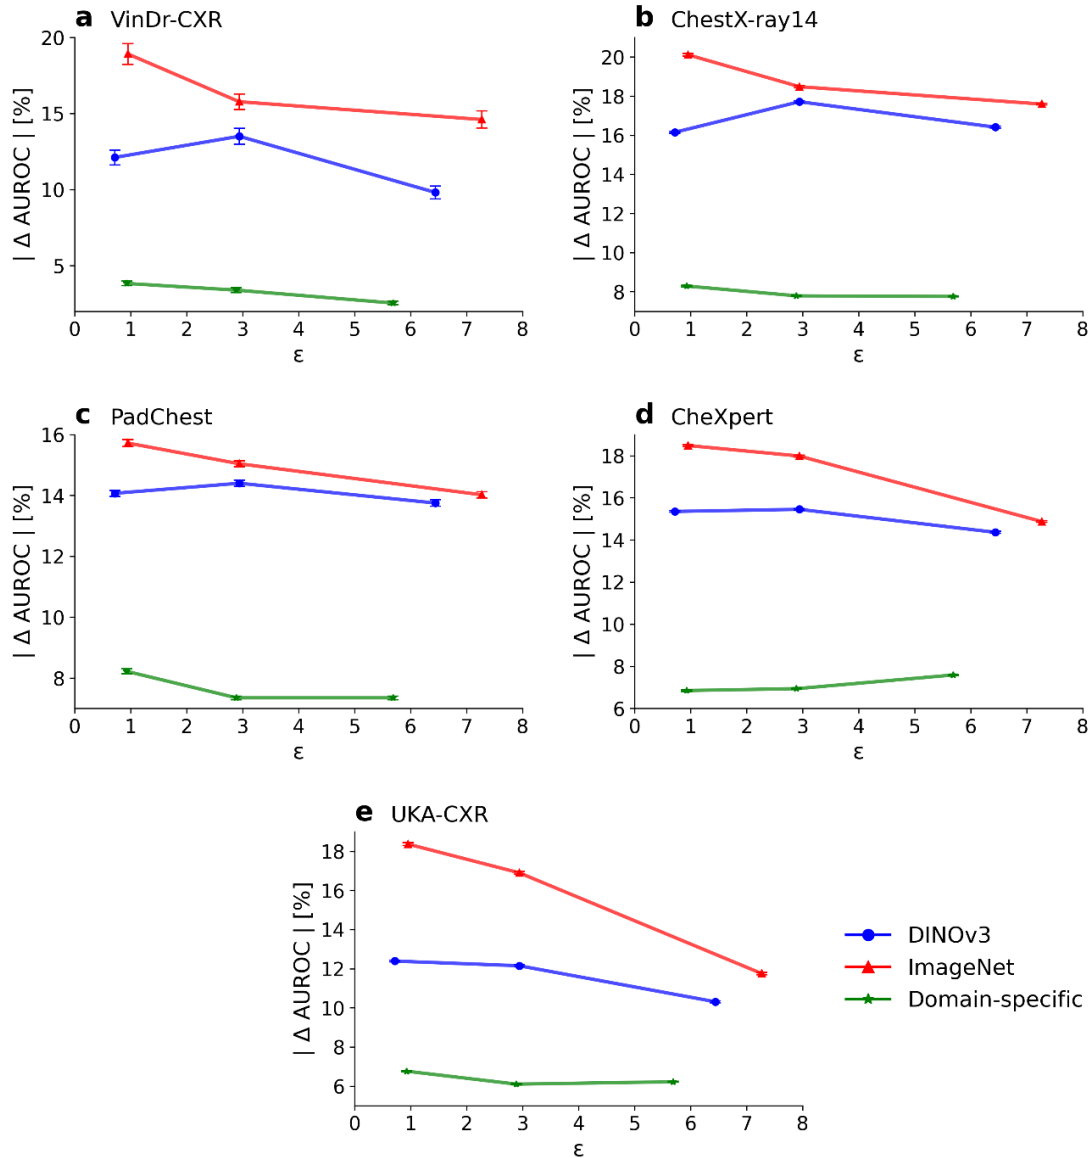 a VinDr-CXR
20
15
10
5
| Δ AUROC | [%]
0 1 2 3 4 5 6 7 8
ε
b ChestX-ray14
20
18
16
14
12
10
8
| Δ AUROC | [%]
0 1 2 3 4 5 6 7 8
ε
c PadChest
16
14
12
10
8
| Δ AUROC | [%]
0 1 2 3 4 5 6 7 8
ε
d CheXpert
18
16
14
12
10
8
6
| Δ AUROC | [%]
0 1 2 3 4 5 6 7 8
ε
e UKA-CXR
18
16
14
12
10
8
6
| Δ AUROC | [%]
0 1 2 3 4 5 6 7 8
ε
DINOv3
ImageNet
Domain-specific